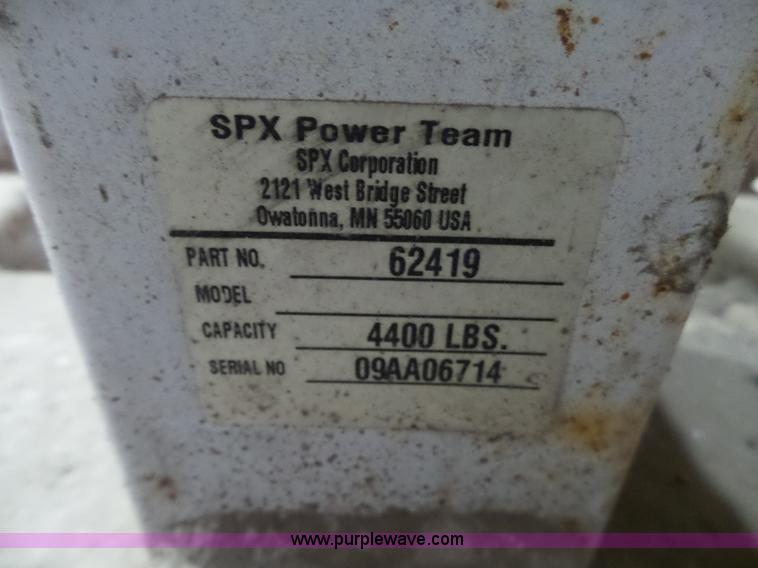 SPX Power Team
SPX Corporation
2121 West Bridge Street
Owatonna, MN 55060 USA
PART NO. 62419
MODEL
CAPACITY 4400 LBS.
SERIAL NO 09AA06714
www.purplewave.com